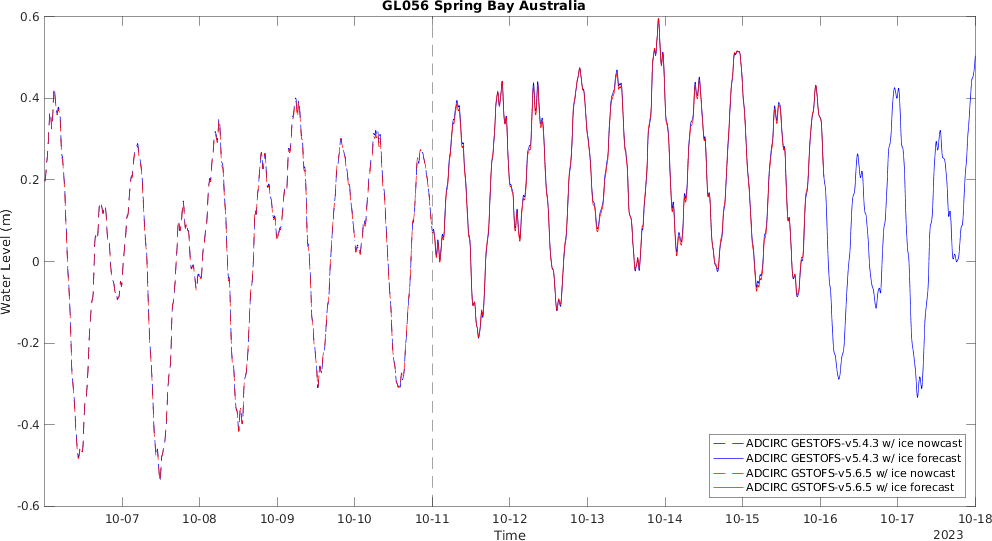 GL056 Spring Bay Australia
0.6
0.4
0.2
0
-0.2
-0.4
-0.6
Water Level (m)
10-07 10-08 10-09 10-10 10-11 10-12 10-13 10-14 10-15 10-16 10-17 10-18
Time
2023
ADCIRC GESTOFS-v5.4.3 w/ ice nowcast
ADCIRC GESTOFS-v5.4.3 w/ ice forecast
ADCIRC GSTOFS-v5.6.5 w/ ice nowcast
ADCIRC GSTOFS-v5.6.5 w/ ice forecast